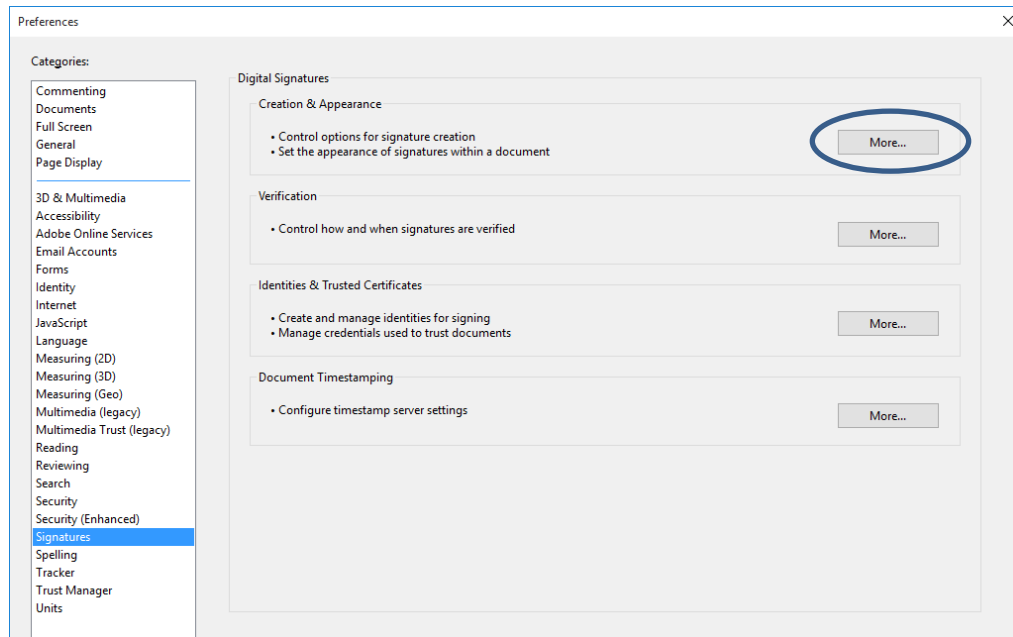 Preferences
Categories:
Commenting
Documents
Full Screen
General
Page Display
3D & Multimedia
Accessibility
Adobe Online Services
Email Accounts
Forms
Identity
Internet
JavaScript
Language
Measuring (2D)
Measuring (3D)
Measuring (Geo)
Multimedia (legacy)
Multimedia Trust (legacy)
Reading
Reviewing
Search
Security
Security (Enhanced)
Signatures
Spelling
Tracker
Trust Manager
Units
Digital Signatures
Creation & Appearance
• Control options for signature creation
• Set the appearance of signatures within a document
More...
Verification
• Control how and when signatures are verified
More...
Identities & Trusted Certificates
• Create and manage identities for signing
• Manage credentials used to trust documents
More...
Document Timestamping
• Configure timestamp server settings
More...